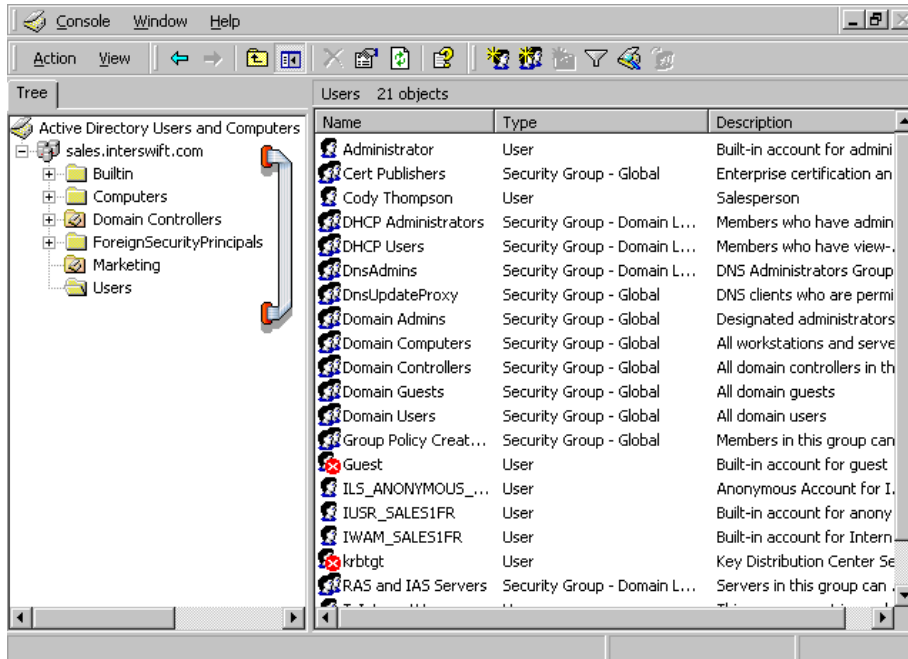 Console Window Help
Action View
Tree
Users 21 objects
Active Directory Users and Computers
sales.interswift.com
Builtin
Computers
Domain Controllers
ForeignSecurityPrincipals
Marketing
Users
Name Type Description
Administrator User Built-in account for admini
Cert Publishers Security Group - Global Enterprise certification an
Cody Thompson User Salesperson
DHCP Administrators Security Group - Domain L... Members who have admin
DHCP Users Security Group - Domain L... Members who have view-.
DnsAdmins Security Group - Domain L... DNS Administrators Group
DnsUpdateProxy Security Group - Global DNS clients who are permi
Domain Admins Security Group - Global Designated administrators
Domain Computers Security Group - Global All workstations and serve
Domain Controllers Security Group - Global All domain controllers in th
Domain Guests Security Group - Global All domain guests
Domain Users Security Group - Global All domain users
Group Policy Creat... Security Group - Global Members in this group can
Guest User Built-in account for guest
ILS_ANONYMOUS_... User Anonymous Account for I.
IUSR_SALES1FR User Built-in account for anony
IWAM_SALES1FR User Built-in account for Intern
krbtgt User Key Distribution Center Se
RAS and IAS Servers Security Group - Domain L... Servers in this group can .